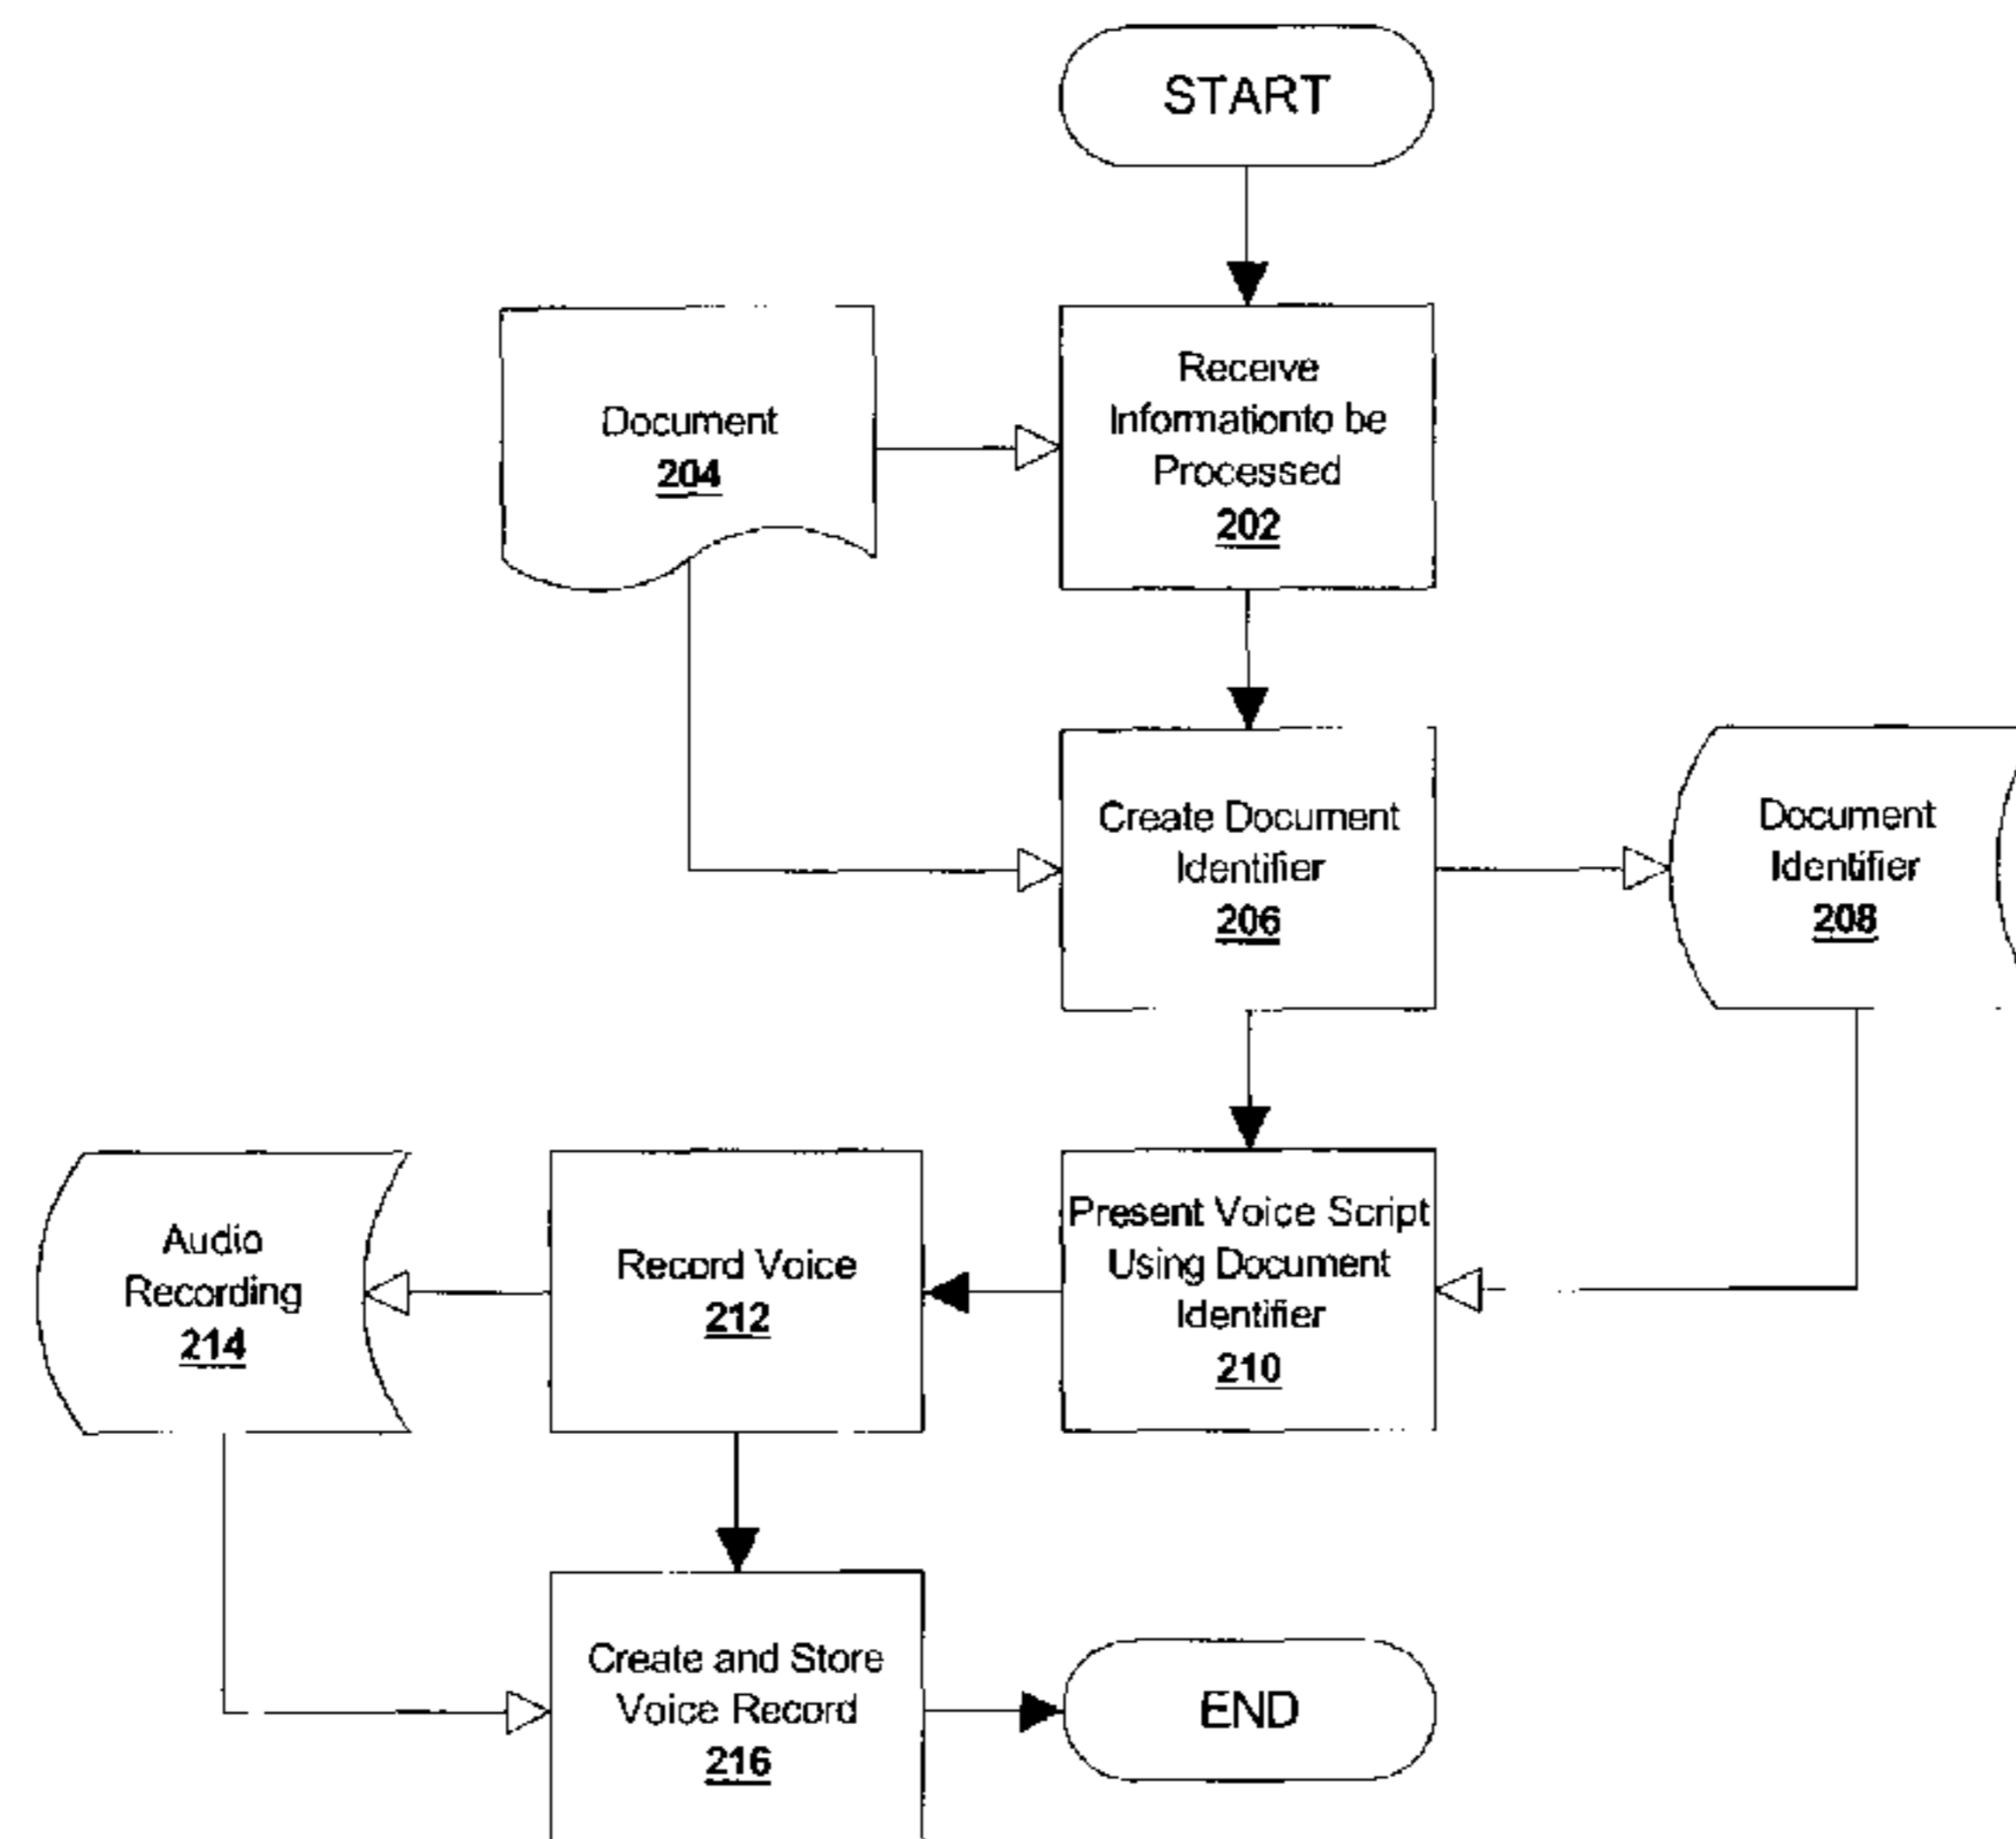 START
Document
204
Receive
Informationto be
Processed
202
Create Document
Identifier
206
Document
Identifier
208
Audio
Recording
214
Record Voice
212
Present Voice Script
Using Document
Identifier
210
Create and Store
Voice Record
216
END